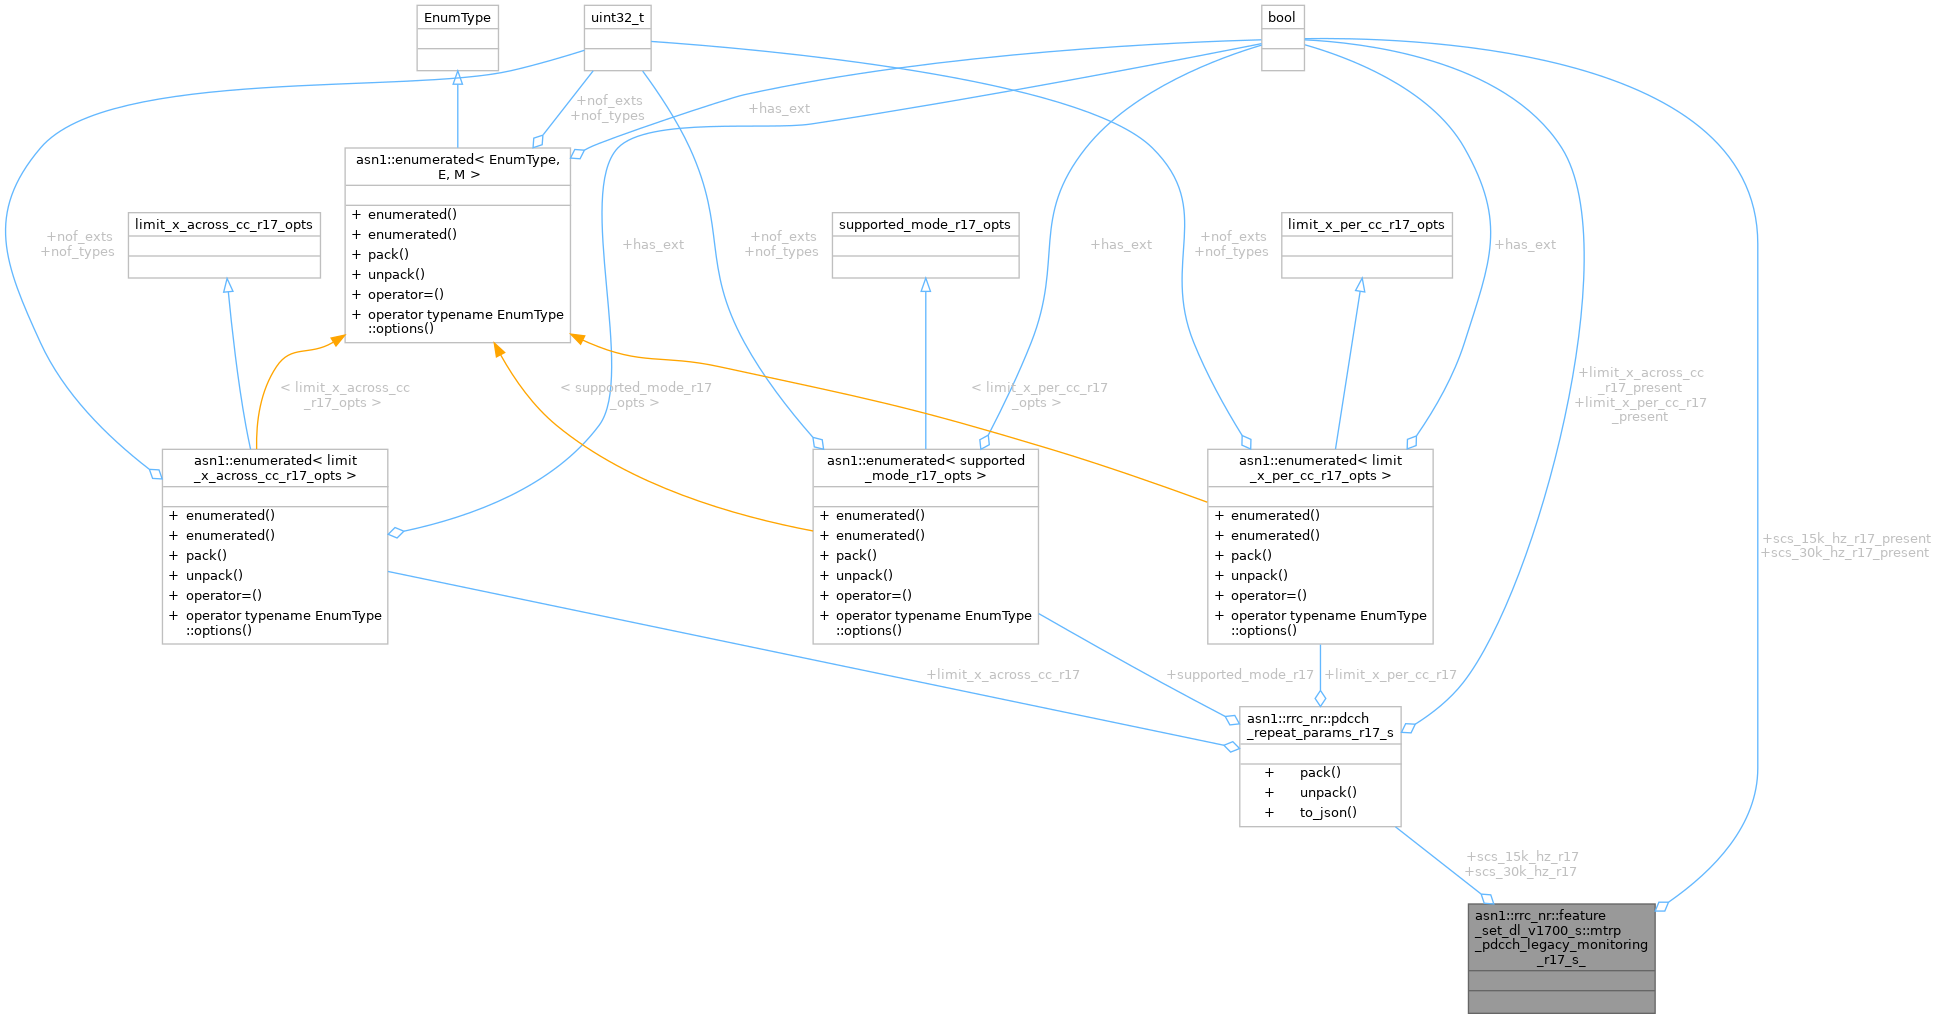 EnumType
uint32_t
bool
+nof_exts
+nof_types
+has_ext
asn1::enumerated< EnumType,
E, M >
+ enumerated()
+ enumerated()
+ pack()
+ unpack()
+ operator=()
+ operator typename EnumType
::options()
limit_x_across_cc_r17_opts
supported_mode_r17_opts
limit_x_per_cc_r17_opts
+nof_exts
+nof_types
+has_ext
+nof_exts
+nof_types
+has_ext
+nof_exts
+nof_types
+has_ext
< limit_x_across_cc
_r17_opts >
< supported_mode_r17
_opts >
< limit_x_per_cc_r17
_opts >
+limit_x_across_cc
_r17_present
+limit_x_per_cc_r17
_present
asn1::enumerated< limit
_x_across_cc_r17_opts >
+ enumerated()
+ enumerated()
+ pack()
+ unpack()
+ operator=()
+ operator typename EnumType
::options()
asn1::enumerated< supported
_mode_r17_opts >
+ enumerated()
+ enumerated()
+ pack()
+ unpack()
+ operator=()
+ operator typename EnumType
::options()
asn1::enumerated< limit
_x_per_cc_r17_opts >
+ enumerated()
+ enumerated()
+ pack()
+ unpack()
+ operator=()
+ operator typename EnumType
::options()
+scs_15k_hz_r17_present
+scs_30k_hz_r17_present
+limit_x_across_cc_r17
+supported_mode_r17
+limit_x_per_cc_r17
asn1::rrc_nr::pdcch
_repeat_params_r17_s
+ pack()
+ unpack()
+ to_json()
+scs_15k_hz_r17
+scs_30k_hz_r17
asn1::rrc_nr::feature
_set_dl_v1700_s::mtrp
_pdcch_legacy_monitoring
_r17_s_